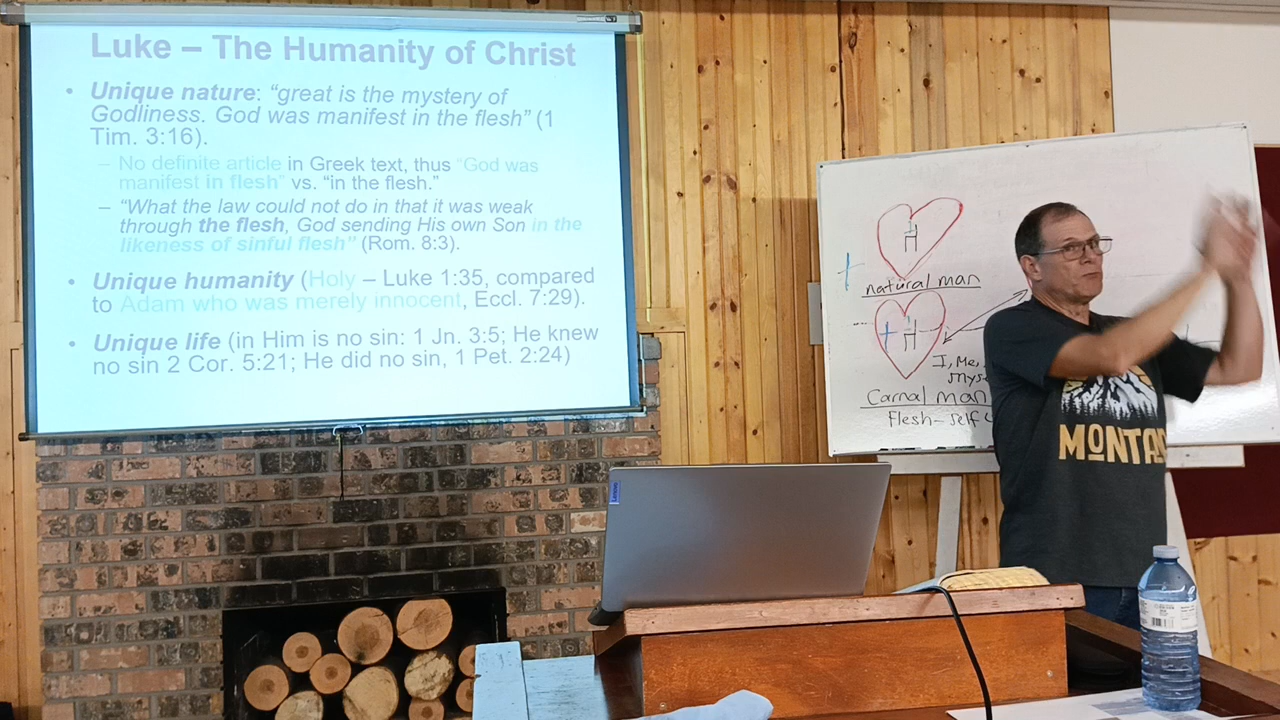 Luke – The Humanity of Christ
• Unique nature: “great is the mystery of
Godliness. God was manifest in the flesh” (1
Tim. 3:16).
– No definite article in Greek text, thus “God was
manifest in flesh” vs. “in the flesh.”
– “What the law could not do in that it was weak
through the flesh, God sending His own Son in the
likeness of sinful flesh” (Rom. 8:3).
• Unique humanity (Holy – Luke 1:35, compared
to Adam who was merely innocent, Eccl. 7:29).
• Unique life (in Him is no sin: 1 Jn. 3:5; He knew
no sin 2 Cor. 5:21; He did no sin, 1 Pet. 2:24)
H
natural man
H
I, Me,
Carnal man
Flesh – self
MONTA
Lenovo